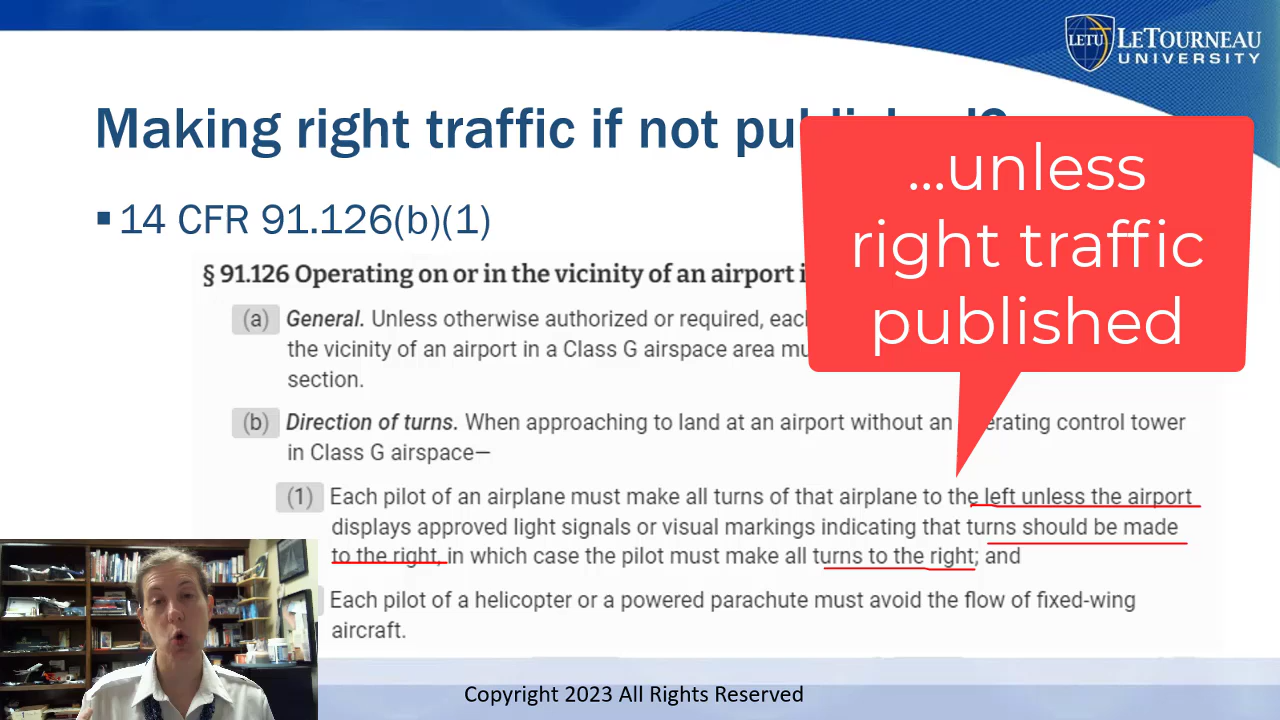 LETU
LETOURNEAU
UNIVERSITY
Making right traffic if not
...unless
right traffic
published
14 CFR 91.126(b)(1)
§ 91.126 Operating on or in the vicinity of an airport
(a) General. Unless otherwise authorized or required,
the vicinity of an airport in a Class G airspace area
section.
(b) Direction of turns. When approaching to land at an airport without an control tower
in Class G airspace—
(1) Each pilot of an airplane must make all turns of that airplane to the left unless the airport
displays approved light signals or visual markings indicating that turns should be made
to the right, in which case the pilot must make all turns to the right; and
Each pilot of a helicopter or a powered parachute must avoid the flow of fixed-wing
aircraft.
Copyright 2023 All Rights Reserved